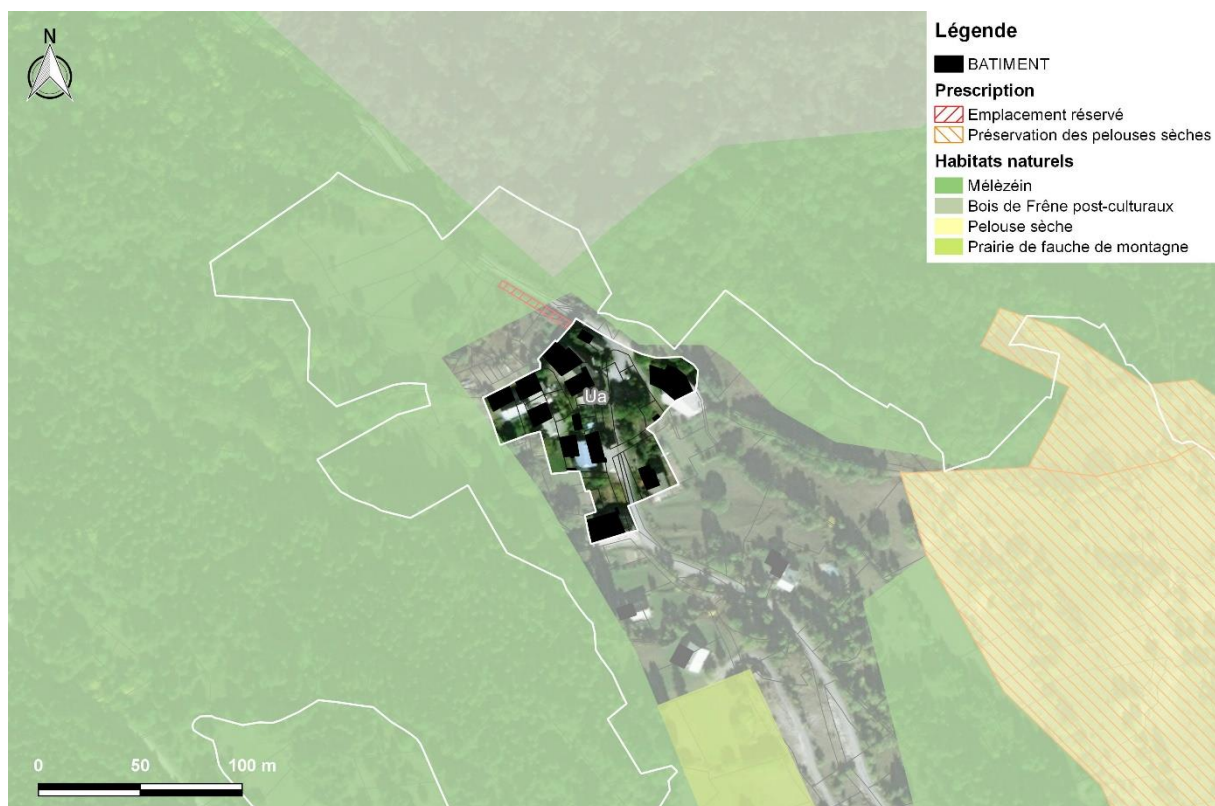 N
Légende
BATIMENT
Prescription
Emplacement réservé
Préservation des pelouses sèches
Habitats naturels
Mélèzéin
Bois de Frêne post-culturaux
Pelouse sèche
Prairie de fauche de montagne
Ua
0 50 100 m